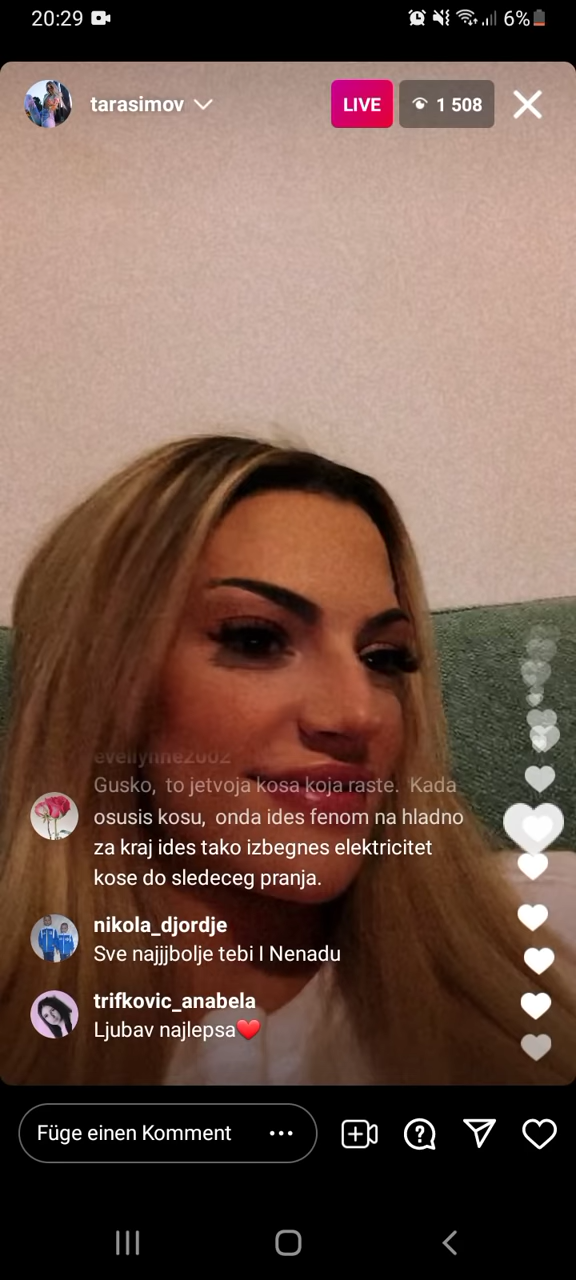 20:29
6%
tarasimov
LIVE
1 508
evellynne2002
Gusko, to jetvoja kosa koja raste. Kada
osusis kosu, onda ides fenom na hladno
za kraj ides tako izbegnes elektricitet
kose do sledeceg pranja.
nikola_djordje
Sve najjjbolje tebi I Nenadu
trifkovic_anabela
Ljubav najlepsa❤️
Füge einen Komment